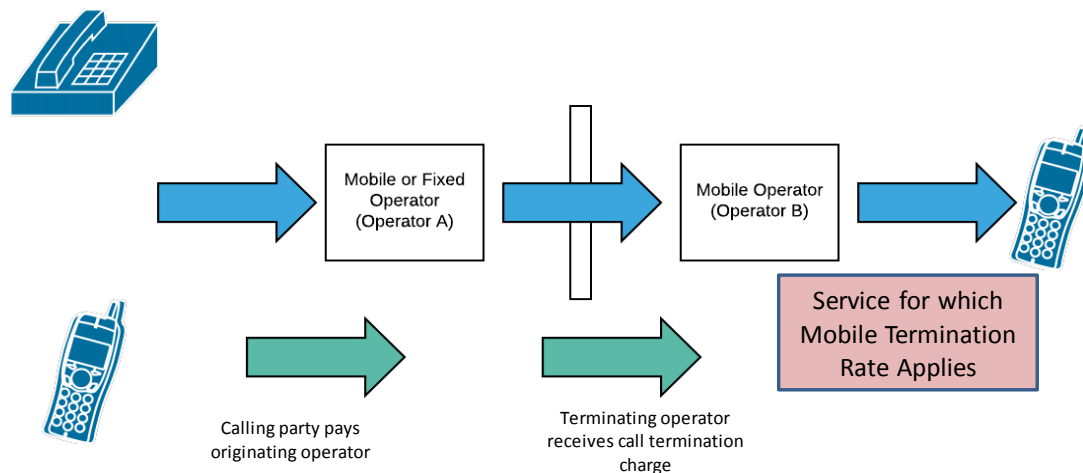 Mobile or Fixed
Operator
(Operator A)
Mobile Operator
(Operator B)
Service for which
Mobile Termination
Rate Applies
Calling party pays
originating operator
Terminating operator
receives call termination
charge